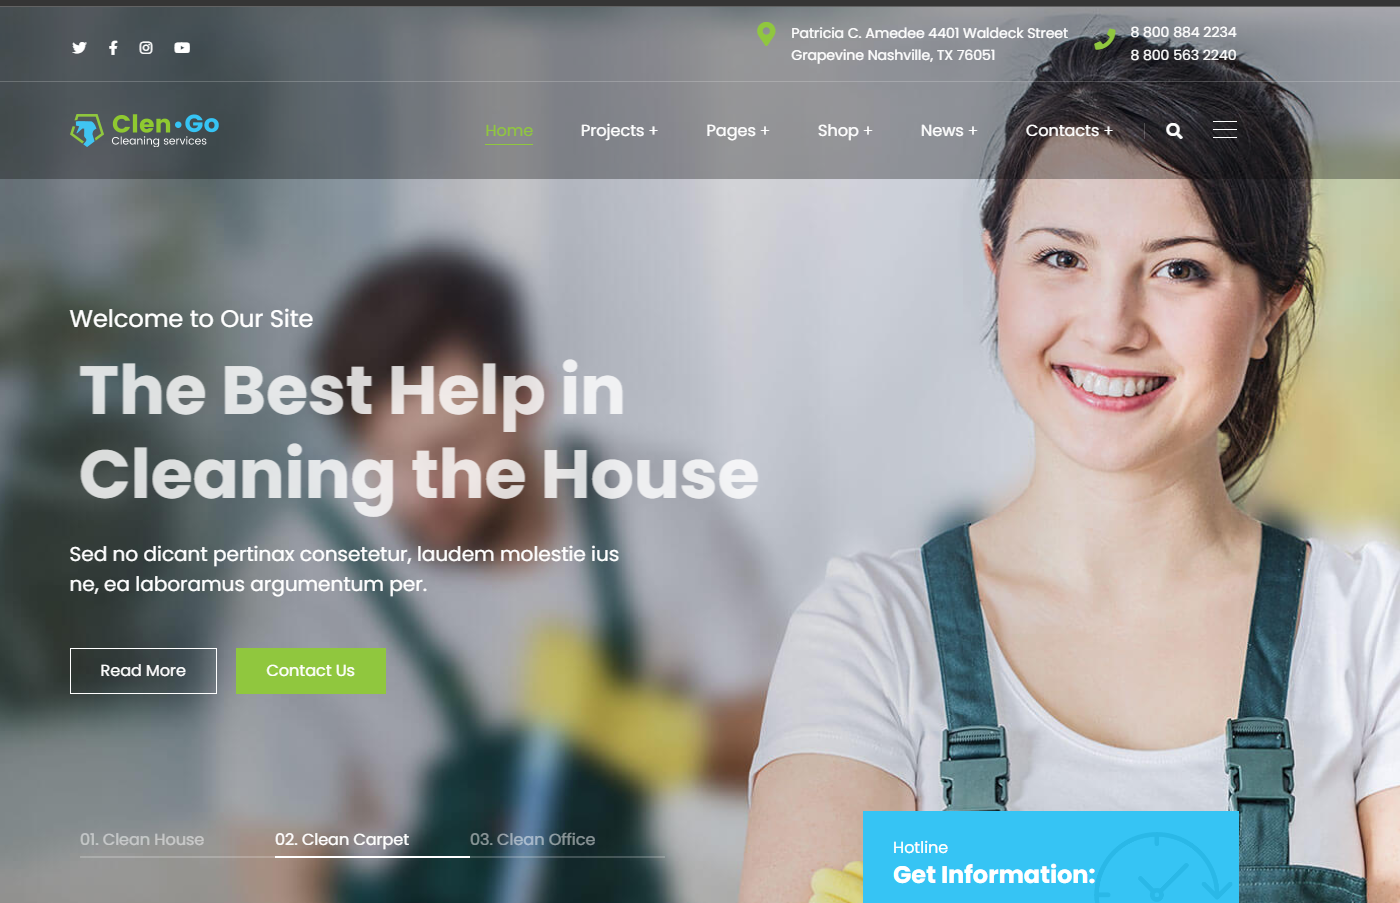 Patricia C. Amedee 4401 Waldeck Street
Grapevine Nashville, TX 76051
8 800 884 2234
8 800 563 2240
Clen·Go
Cleaning services
Home
Projects +
Pages +
Shop +
News +
Contacts +
Welcome to Our Site
The Best Help in
Cleaning the House
Sed no dicant pertinax consetetur, laudem molestie ius
ne, ea laboramus argumentum per.
Read More
Contact Us
01. Clean House
02. Clean Carpet
03. Clean Office
Hotline
Get Information: